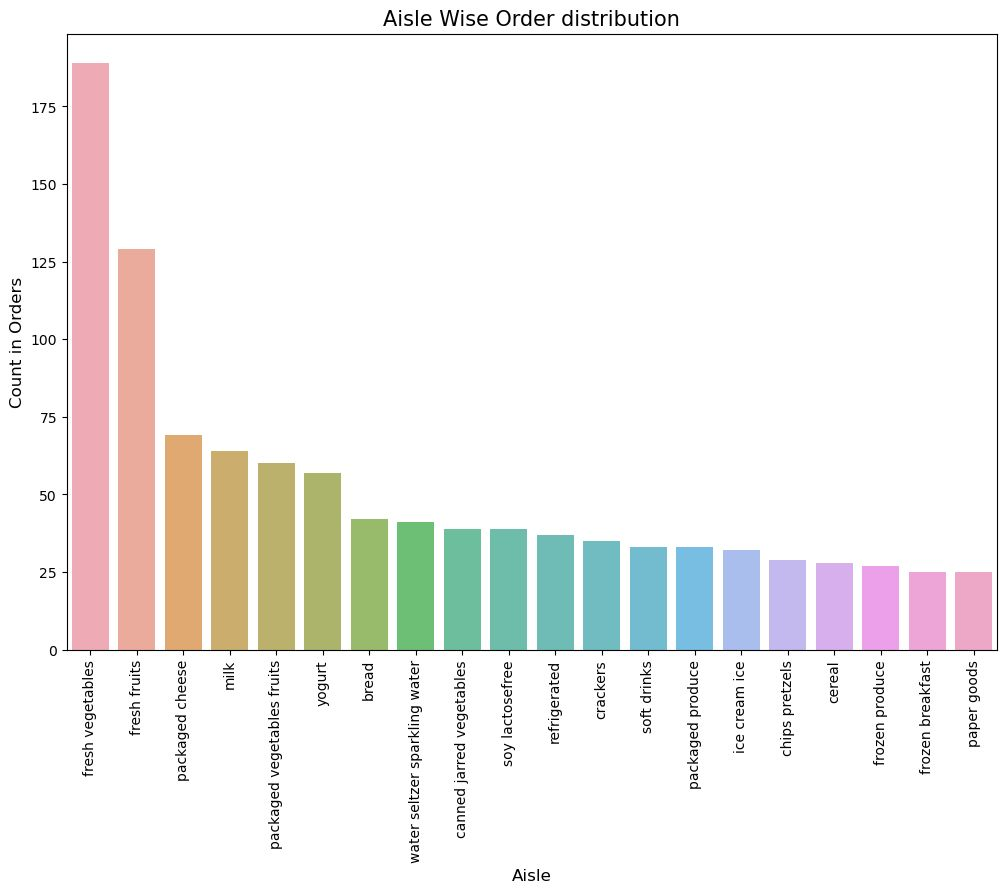 Aisle Wise Order distribution
Count in Orders
175
150
125
100
75
50
25
0
fresh vegetables
fresh fruits
packaged cheese
milk
packaged vegetables fruits
yogurt
bread
water seltzer sparkling water
canned jarred vegetables
soy lactosefree
refrigerated
crackers
soft drinks
packaged produce
ice cream ice
chips pretzels
cereal
frozen produce
frozen breakfast
paper goods
Aisle